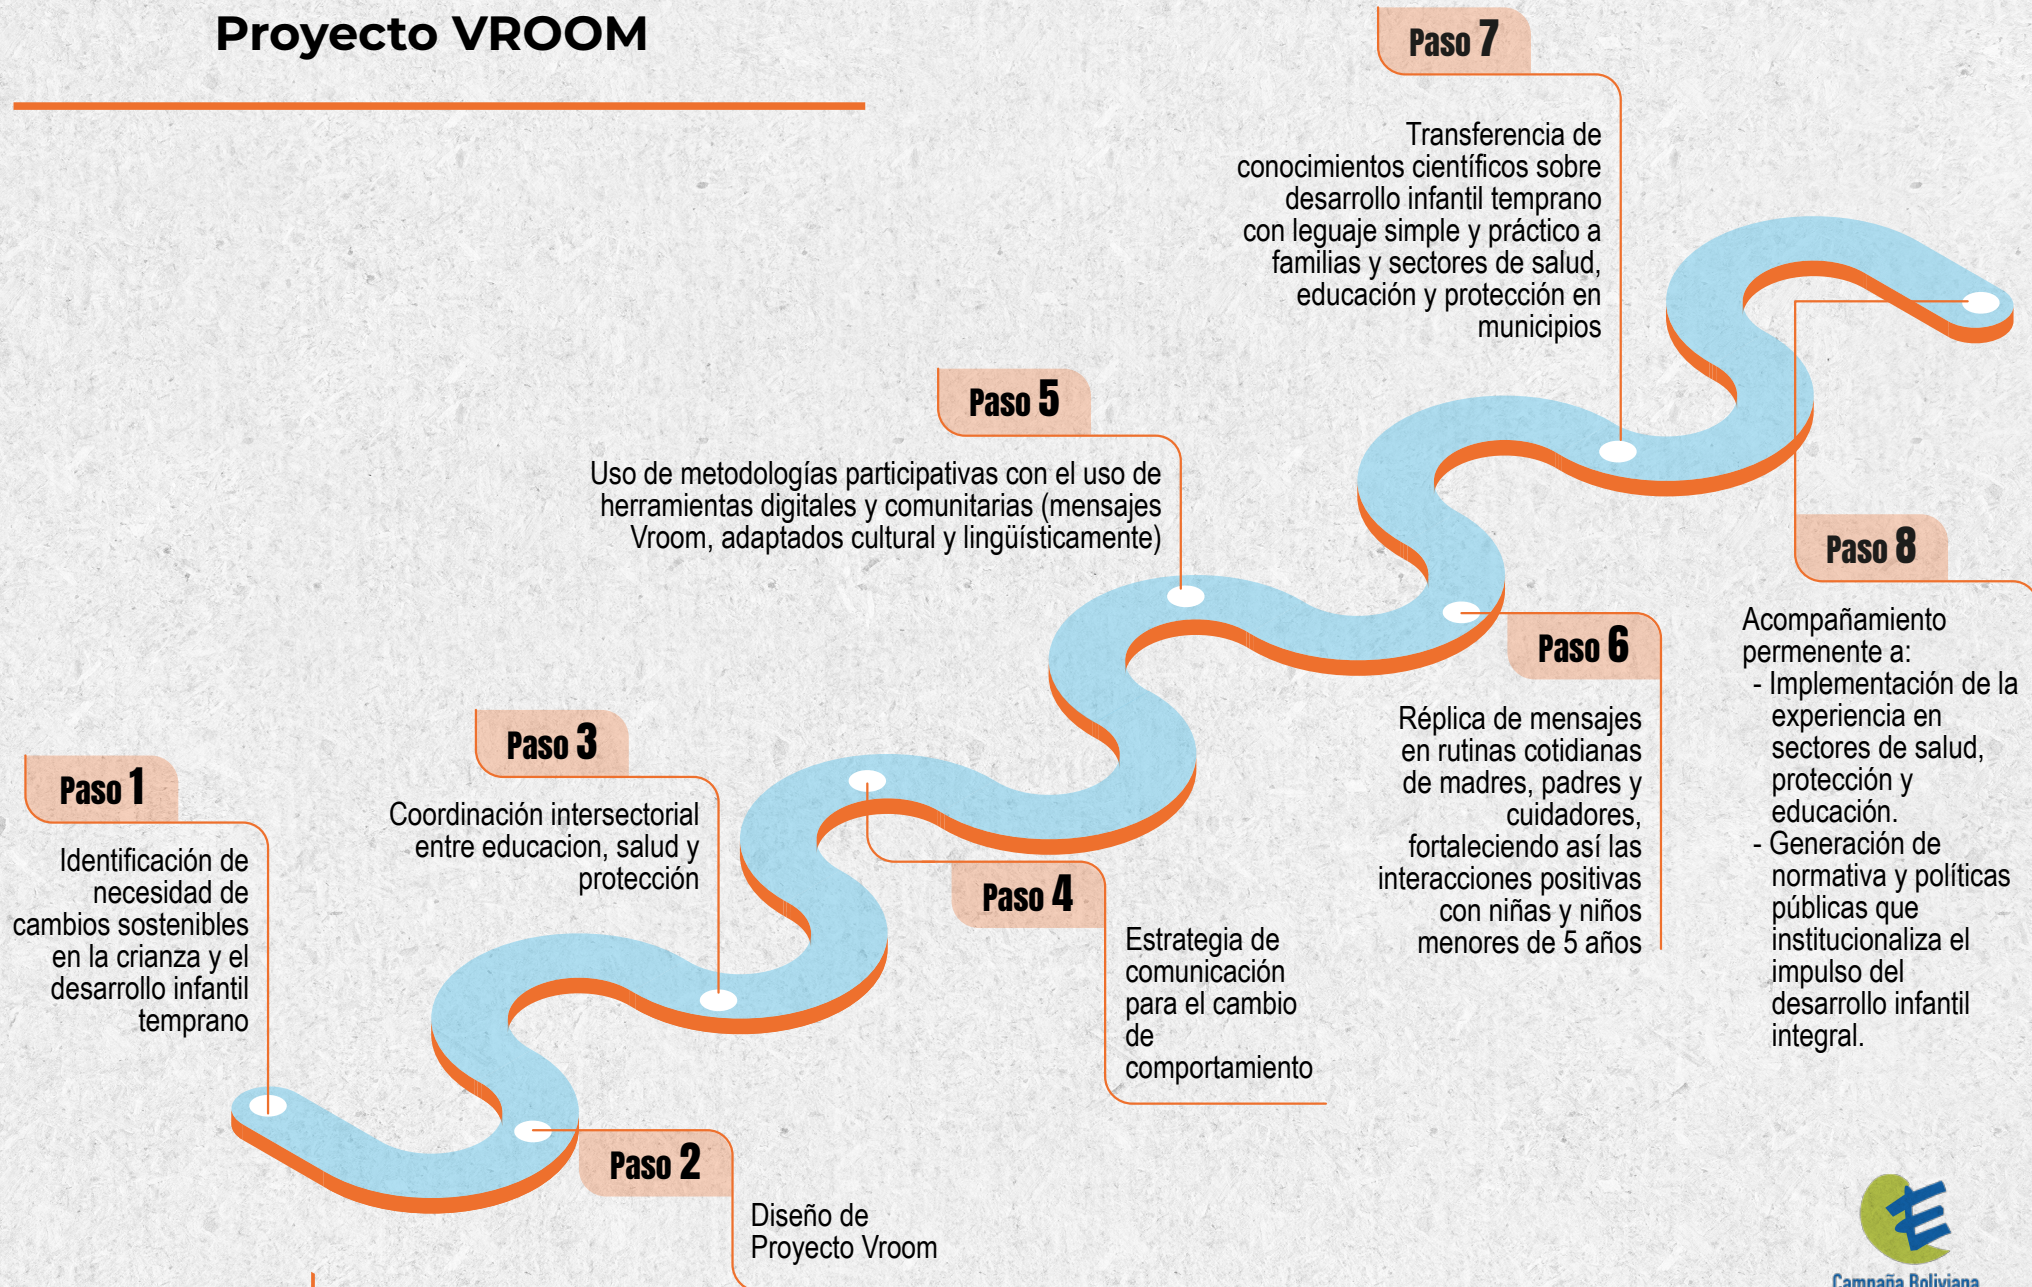 Proyecto VROOM
Paso 1
Identificación de
necesidad de
cambios sostenibles
en la crianza y el
desarrollo infantil
temprano
Paso 2
Diseño de
Proyecto Vroom
Paso 3
Coordinación intersectorial
entre educacion, salud y
protección
Paso 4
Estrategia de
comunicación
para el cambio
de
comportamiento
Paso 5
Uso de metodologías participativas con el uso de
herramientas digitales y comunitarias (mensajes
Vroom, adaptados cultural y lingüísticamente)
Paso 6
Réplica de mensajes
en rutinas cotidianas
de madres, padres y
cuidadores,
fortaleciendo así las
interacciones positivas
con niñas y niños
menores de 5 años
Paso 7
Transferencia de
conocimientos científicos sobre
desarrollo infantil temprano
con leguaje simple y práctico a
familias y sectores de salud,
educación y protección en
municipios
Paso 8
Acompañamiento
permenente a:
- Implementación de la
experiencia en
sectores de salud,
protección y
educación.
- Generación de
normativa y políticas
públicas que
institucionaliza el
impulso del
desarrollo infantil
integral.
Campaña Boliviana